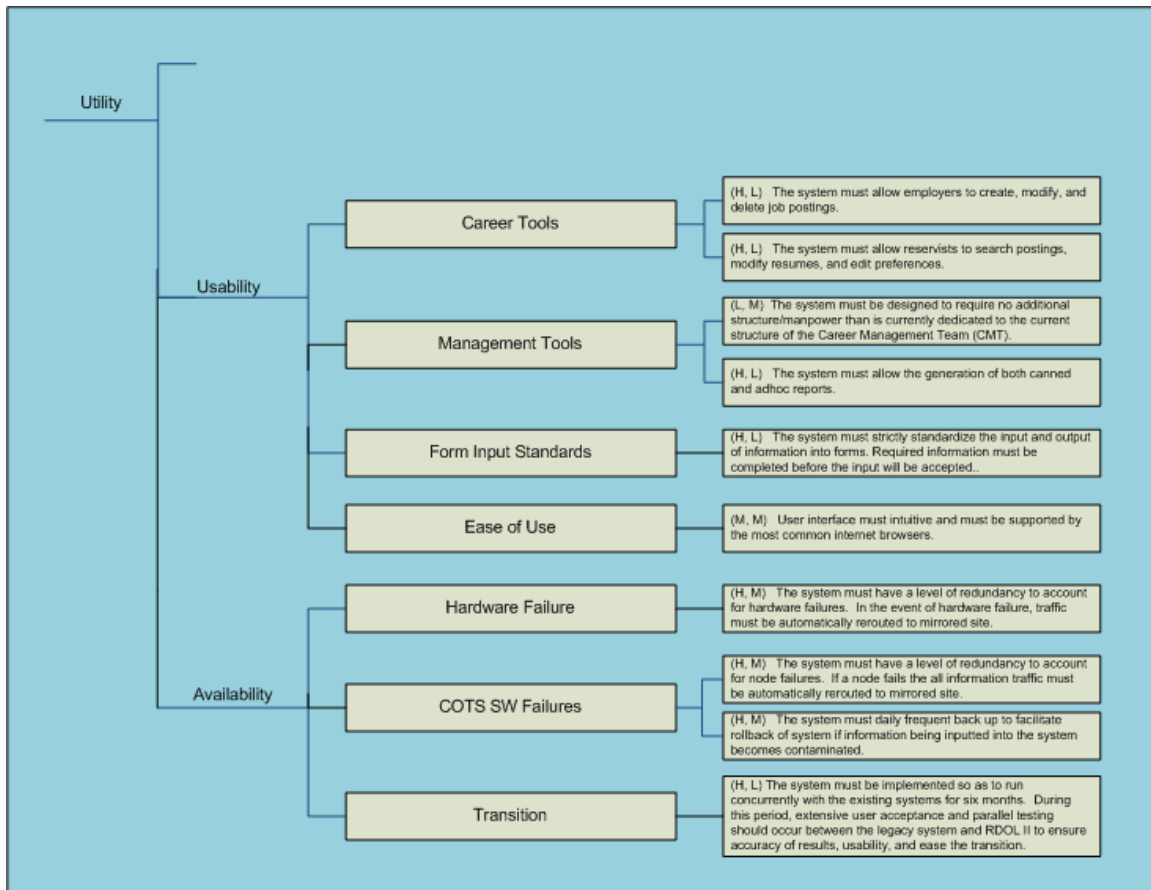 Utility
Usability
Career Tools
(H, L) The system must allow employers to create, modify, and
delete job postings.
(H, L) The system must allow reservists to search postings,
modify resumes, and edit preferences.
Management Tools
(L, M) The system must be designed to require no additional
structure/manpower than is currently dedicated to the current
structure of the Career Management Team (CMT).
(H, L) The system must allow the generation of both canned
and adhoc reports.
Form Input Standards
(H, L) The system must strictly standardize the input and output
of information into forms. Required information must be
completed before the input will be accepted..
Ease of Use
(M, M) User interface must intuitive and must be supported by
the most common internet browsers.
Availability
Hardware Failure
(H, M) The system must have a level of redundancy to account
for hardware failures. In the event of hardware failure, traffic
must be automatically rerouted to mirrored site.
COTS SW Failures
(H, M) The system must have a level of redundancy to account
for node failures. If a node fails the all information traffic must
be automatically rerouted to mirrored site.
(H, M) The system must daily frequent back up to facilitate
rollback of system if information being inputted into the system
becomes contaminated.
Transition
(H, L) The system must be implemented so as to run
concurrently with the existing systems for six months. During
this period, extensive user acceptance and parallel testing
should occur between the legacy system and RDOL II to ensure
accuracy of results, usability, and ease the transition.